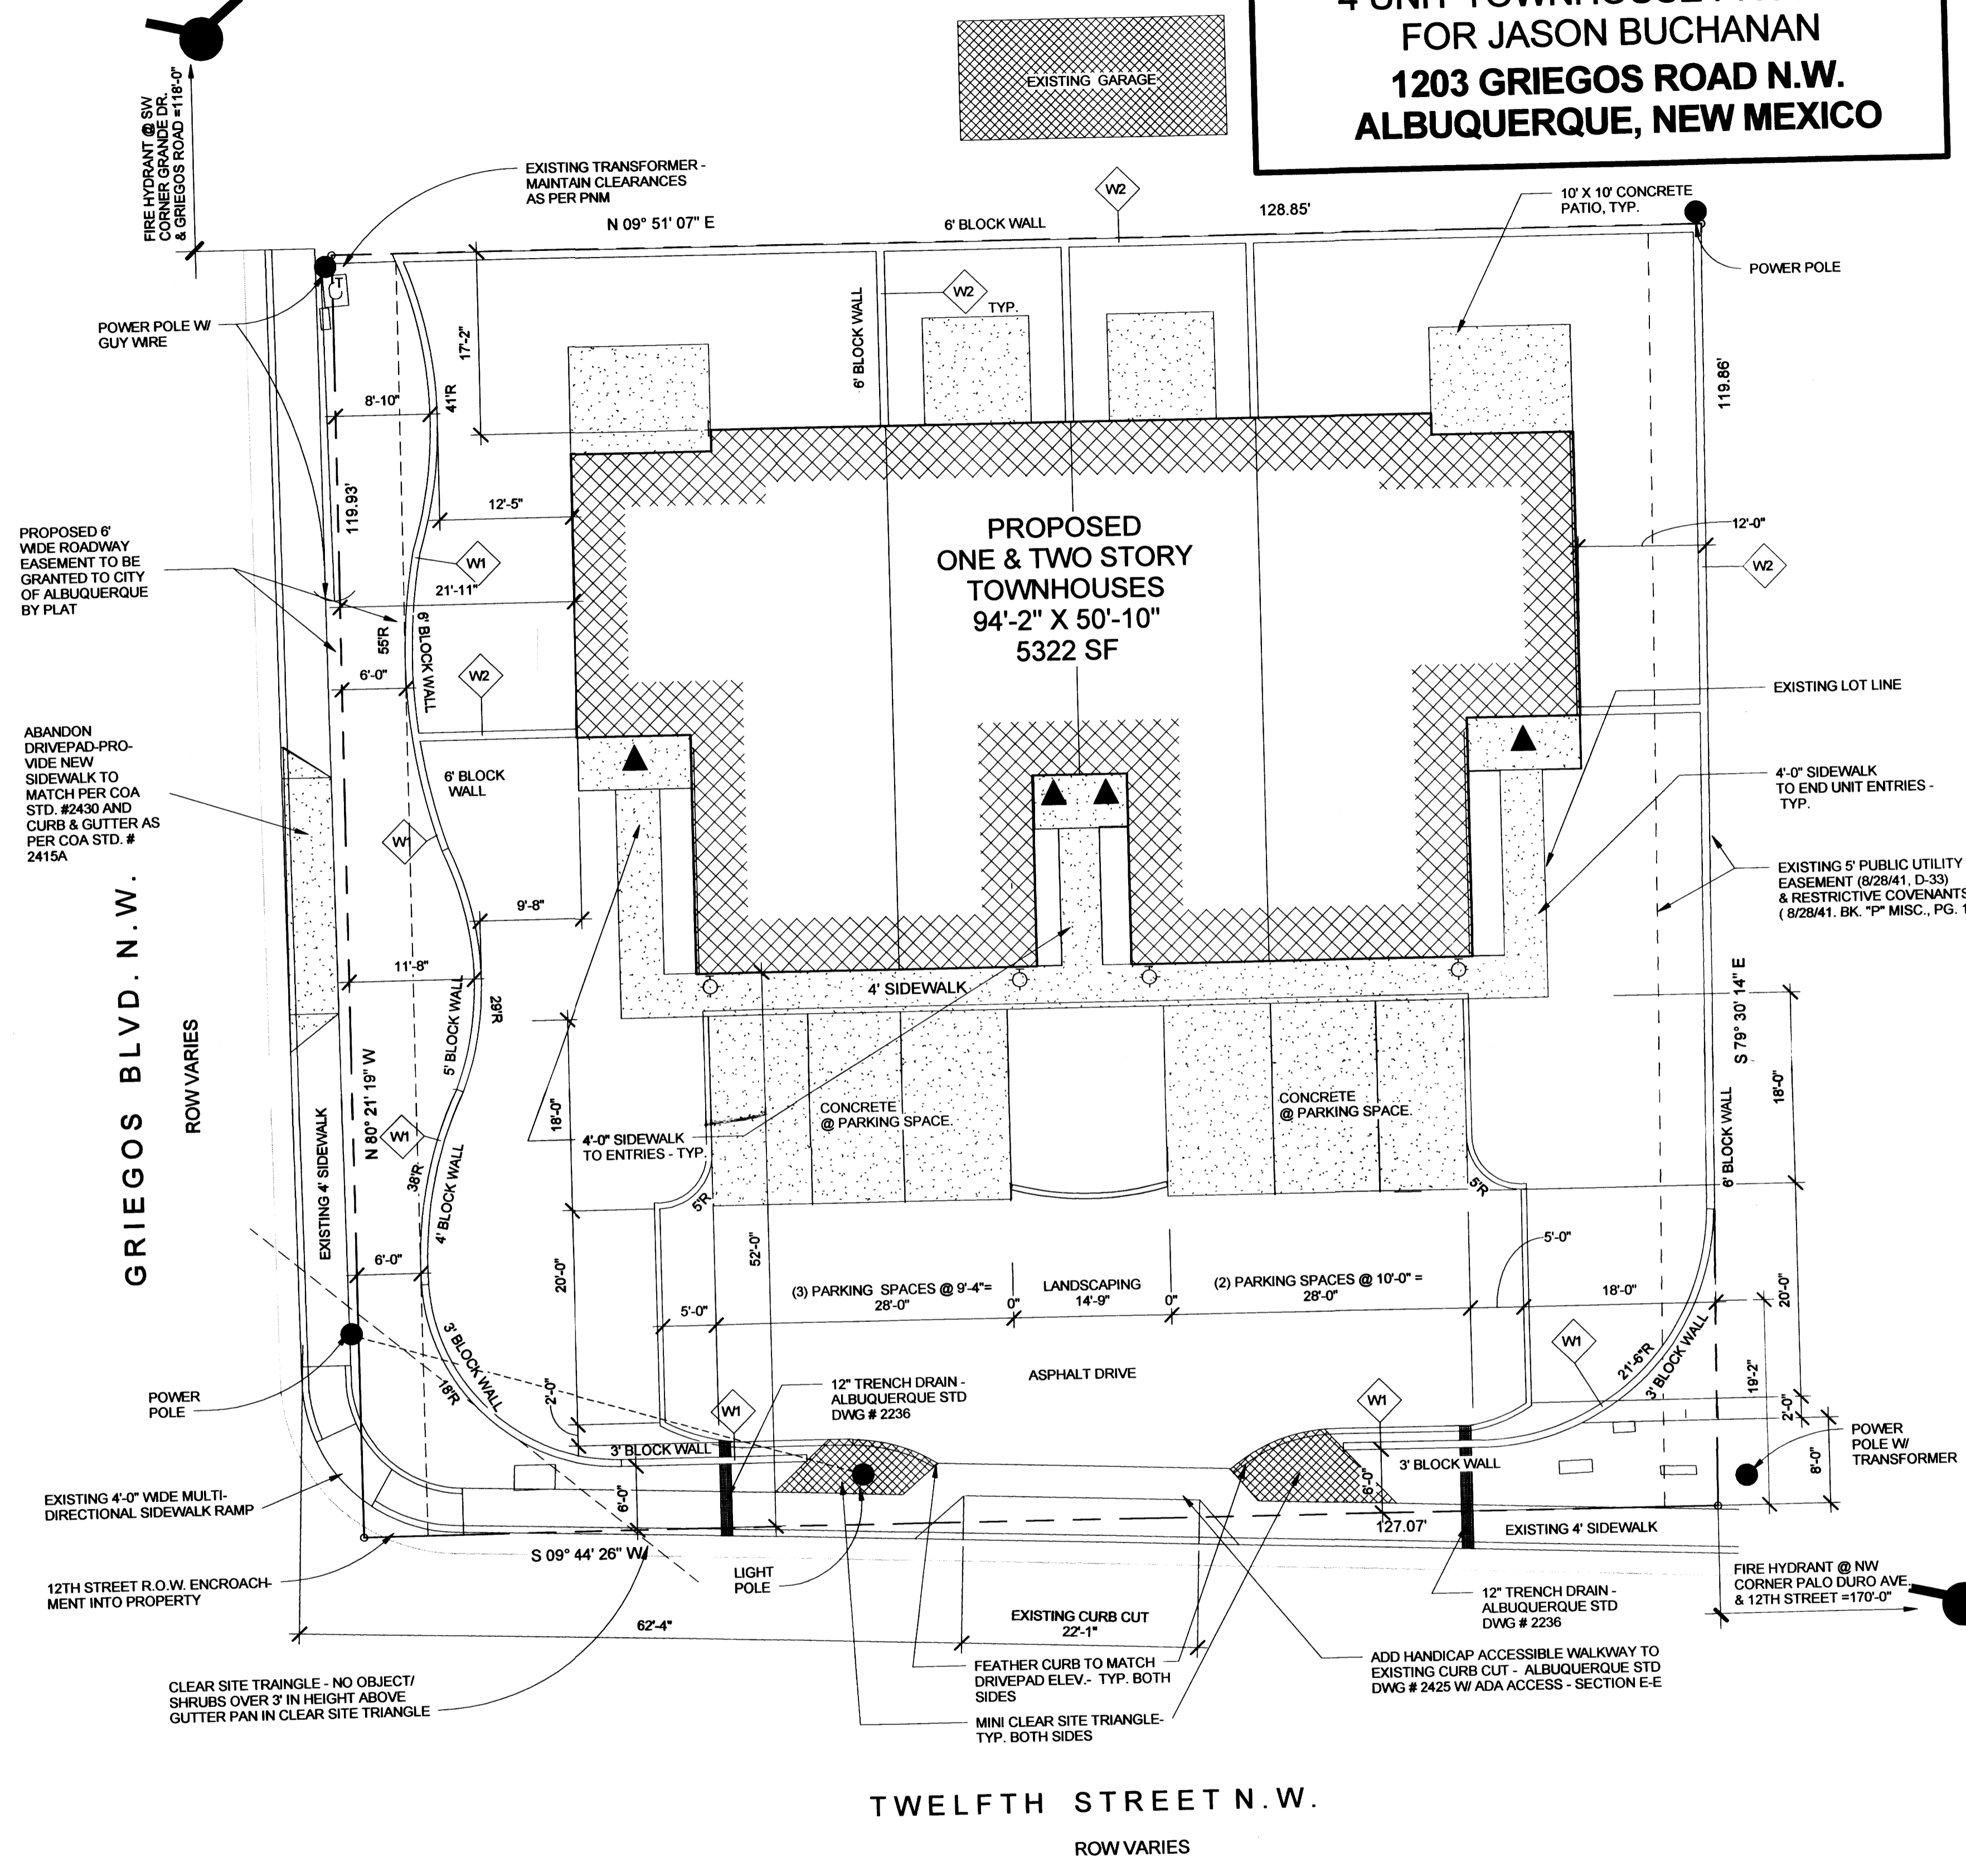 4 UNIT TOWNHOUSE
FOR JASON BUCHANAN
1203 GRIEGOS ROAD N.W.
ALBUQUERQUE, NEW MEXICO
EXISTING GARAGE
FIRE HYDRANT @ SW
CORNER GRANDE DR.
& GRIEGOS ROAD =118'-0"
EXISTING TRANSFORMER -
MAINTAIN CLEARANCES
AS PER PNM
N 09° 51' 07" E
6' BLOCK WALL
W2
128.85'
10' X 10' CONCRETE
PATIO, TYP.
POWER POLE
POWER POLE W/
GUY WIRE
T
17'-2"
6' BLOCK WALL
W2
TYP.
8'-10"
41'R
119.86'
119.93'
12'-5"
PROPOSED
ONE & TWO STORY
TOWNHOUSES
94'-2" X 50'-10"
5322 SF
12'-0"
W2
PROPOSED 6'
WIDE ROADWAY
EASEMENT TO BE
GRANTED TO CITY
OF ALBUQUERQUE
BY PLAT
W1
21'-11"
55'R
6' BLOCK WALL
6'-0"
W2
EXISTING LOT LINE
ABANDON
DRIVEPAD-PRO-
VIDE NEW
SIDEWALK TO
MATCH PER COA
STD. #2430 AND
CURB & GUTTER AS
PER COA STD. #
2415A
6' BLOCK
WALL
W1
4'-0" SIDEWALK
TO END UNIT ENTRIES -
TYP.
EXISTING 5' PUBLIC UTILITY
EASEMENT (8/28/41, D-33)
& RESTRICTIVE COVENANTS
( 8/28/41. BK. "P" MISC., PG. 1
9'-8"
11'-8"
5' BLOCK WALL
29'R
4' SIDEWALK
S 79° 30' 14" E
GRIEGOS BLVD. N.W.
ROW VARIES
EXISTING 4' SIDEWALK
N 80° 21' 19" W
W1
38'R
4' BLOCK WALL
18'-0"
4'-0" SIDEWALK
TO ENTRIES - TYP.
CONCRETE
@ PARKING SPACE.
CONCRETE
@ PARKING SPACE.
18'-0"
6' BLOCK WALL
5'R
5'R
6'-0"
20'-0"
52'-0"
5'-0"
(3) PARKING SPACES @ 9'-4"=
28'-0"
0"
LANDSCAPING
14'-9"
0"
(2) PARKING SPACES @ 10'-0" =
28'-0"
5'-0"
18'-0"
20'-0"
3' BLOCK WALL
18'R
2'-0"
W1
12" TRENCH DRAIN -
ALBUQUERQUE STD
DWG # 2236
ASPHALT DRIVE
W1
W1
21'-6"R
3' BLOCK WALL
19'-2"
2'-0"
8'-0"
POWER
POLE
POWER
POLE W/
TRANSFORMER
3' BLOCK WALL
3' BLOCK WALL
6'-0"
6'-0"
EXISTING 4'-0" WIDE MULTI-
DIRECTIONAL SIDEWALK RAMP
S 09° 44' 26" W
127.07'
EXISTING 4' SIDEWALK
12TH STREET R.O.W. ENCROACH-
MENT INTO PROPERTY
LIGHT
POLE
12" TRENCH DRAIN -
ALBUQUERQUE STD
DWG # 2236
FIRE HYDRANT @ NW
CORNER PALO DURO AVE.
& 12TH STREET =170'-0"
62'-4"
EXISTING CURB CUT
22'-1"
CLEAR SITE TRAINGLE - NO OBJECT/
SHRUBS OVER 3' IN HEIGHT ABOVE
GUTTER PAN IN CLEAR SITE TRIANGLE
FEATHER CURB TO MATCH
DRIVEPAD ELEV.- TYP. BOTH
SIDES
MINI CLEAR SITE TRIANGLE-
TYP. BOTH SIDES
ADD HANDICAP ACCESSIBLE WALKWAY TO
EXISTING CURB CUT - ALBUQUERQUE STD
DWG # 2425 W/ ADA ACCESS - SECTION E-E
TWELFTH STREET N.W.
ROW VARIES